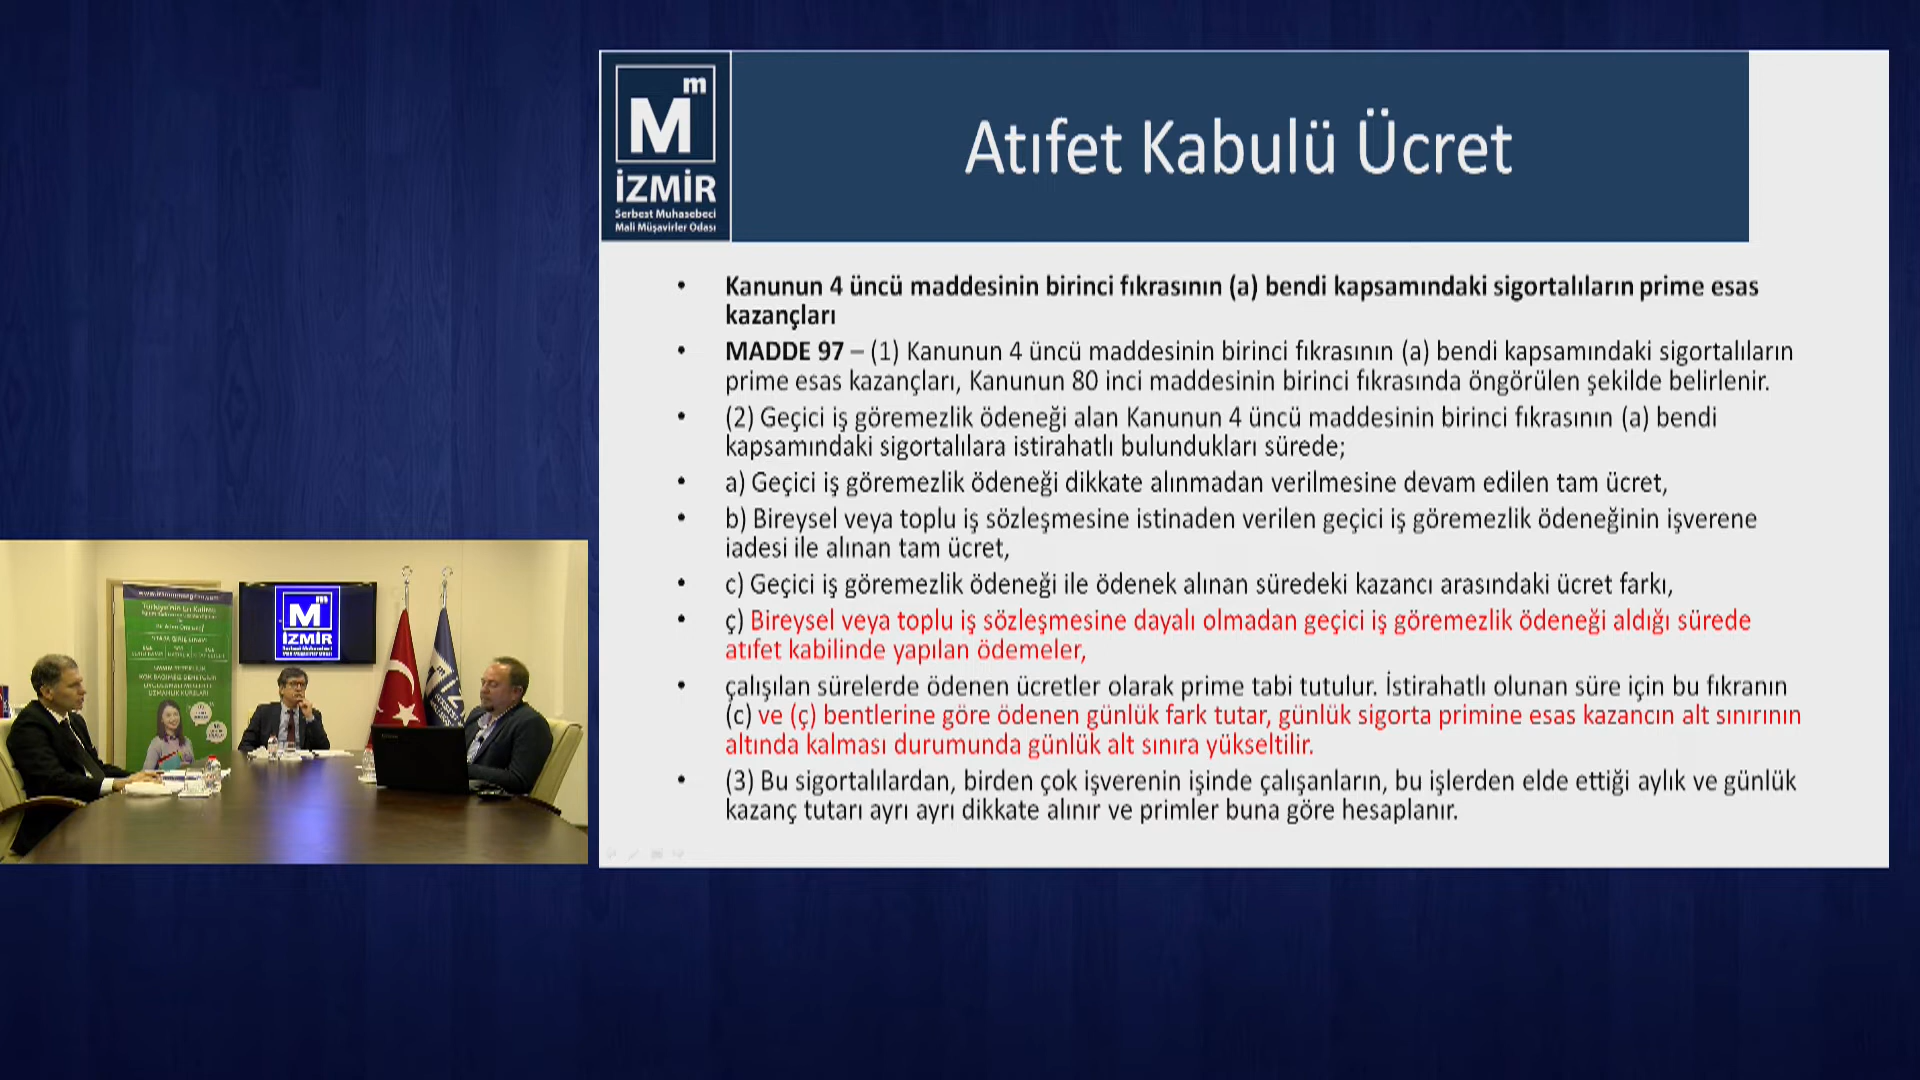 Mm
İZMİR
Serbest Muhasebeci
Mali Müşavirler Odası
Atıfet Kabulü Ücret
• Kanunun 4 üncü maddesinin birinci fıkrasının (a) bendi kapsamındaki sigortalıların prime esas
kazançları
• MADDE 97 – (1) Kanunun 4 üncü maddesinin birinci fıkrasının (a) bendi kapsamındaki sigortalıların
prime esas kazançları, Kanunun 80 inci maddesinin birinci fıkrasında öngörülen şekilde belirlenir.
• (2) Geçici iş göremezlik ödeneği alan Kanunun 4 üncü maddesinin birinci fıkrasının (a) bendi
kapsamındaki sigortalılara istirahatlı bulundukları sürede;
• a) Geçici iş göremezlik ödeneği dikkate alınmadan verilmesine devam edilen tam ücret,
• b) Bireysel veya toplu iş sözleşmesine istinaden verilen geçici iş göremezlik ödeneğinin işverene
iadesi ile alınan tam ücret,
• c) Geçici iş göremezlik ödeneği ile ödenek alınan süredeki kazancı arasındaki ücret farkı,
• ç) Bireysel veya toplu iş sözleşmesine dayalı olmadan geçici iş göremezlik ödeneği aldığı sürede
atıfet kabilinde yapılan ödemeler,
• çalışılan sürelerde ödenen ücretler olarak prime tabi tutulur. İstirahatlı olunan süre için bu fıkranın
(c) ve (ç) bentlerine göre ödenen günlük fark tutar, günlük sigorta primine esas kazancın alt sınırının
altında kalması durumunda günlük alt sınıra yükseltilir.
• (3) Bu sigortalılardan, birden çok işverenin işinde çalışanların, bu işlerden elde ettiği aylık ve günlük
kazanç tutarı ayrı ayrı dikkate alınır ve primler buna göre hesaplanır.
Mm
İZMİR